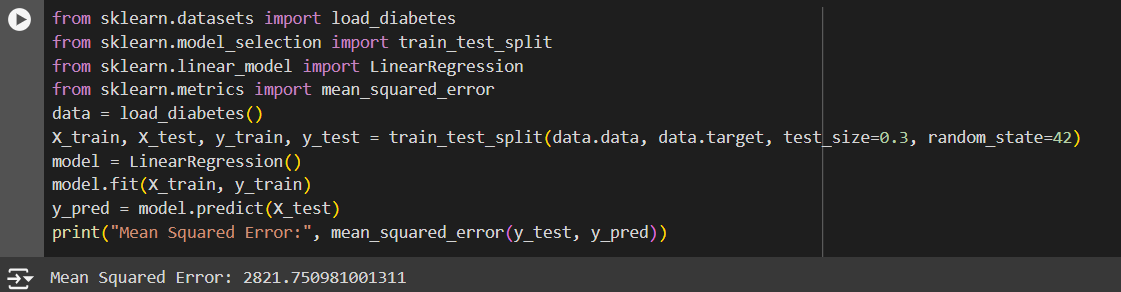 from sklearn.datasets import load_diabetes
from sklearn.model_selection import train_test_split
from sklearn.linear_model import LinearRegression
from sklearn.metrics import mean_squared_error
data = load_diabetes()
X_train, X_test, y_train, y_test = train_test_split(data.data, data.target, test_size=0.3, random_state=42)
model = LinearRegression()
model.fit(X_train, y_train)
y_pred = model.predict(X_test)
print("Mean Squared Error:", mean_squared_error(y_test, y_pred))
Mean Squared Error: 2821.750981001311